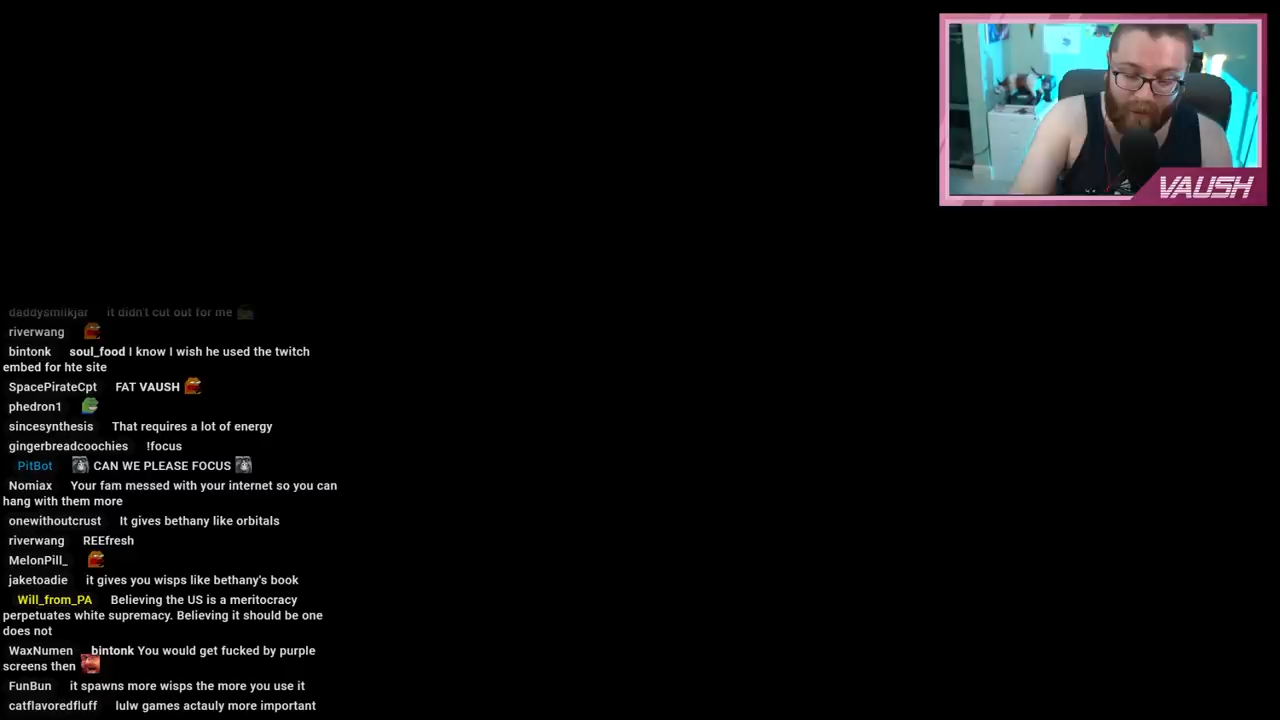 VAUSH
daddysmilkjar it didn't cut out for me
riverwang
bintonk soul_food I know I wish he used the twitch
embed for hte site
SpacePirateCpt FAT VAUSH
phedron1
sincesynthesis That requires a lot of energy
gingerbreadcoochies !focus
PitBot CAN WE PLEASE FOCUS
Nomiax Your fam messed with your internet so you can
hang with them more
onewithoutcrust It gives bethany like orbitals
riverwang REEfresh
MelonPill_
jaketoadie it gives you wisps like bethany's book
Will_from_PA Believing the US is a meritocracy
perpetuates white supremacy. Believing it should be one
does not
WaxNumen bintonk You would get fucked by purple
screens then
FunBun it spawns more wisps the more you use it
catflavoredfluff lulw games actauly more important